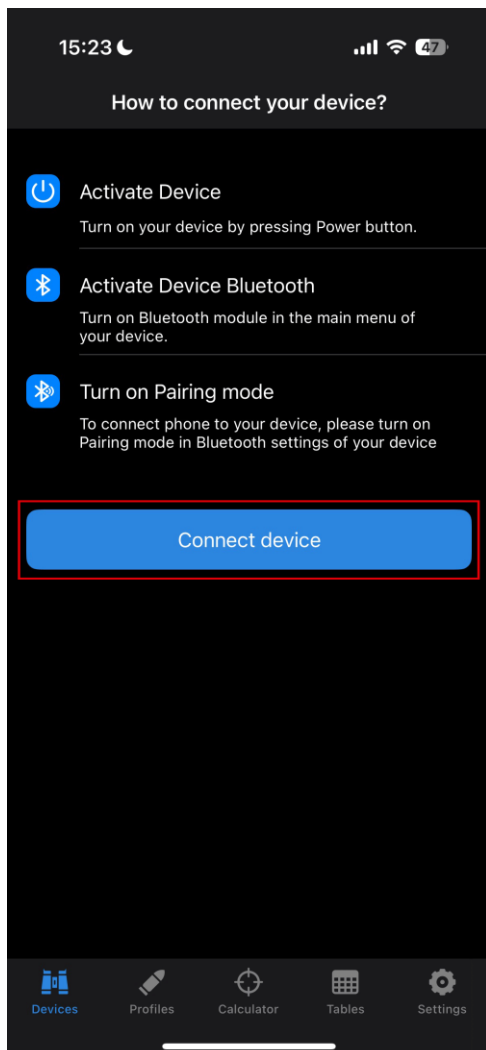 15:23
47
How to connect your device?
Activate Device
Turn on your device by pressing Power button.
Activate Device Bluetooth
Turn on Bluetooth module in the main menu of
your device.
Turn on Pairing mode
To connect phone to your device, please turn on
Pairing mode in Bluetooth settings of your device
Connect device
Devices Profiles Calculator Tables Settings